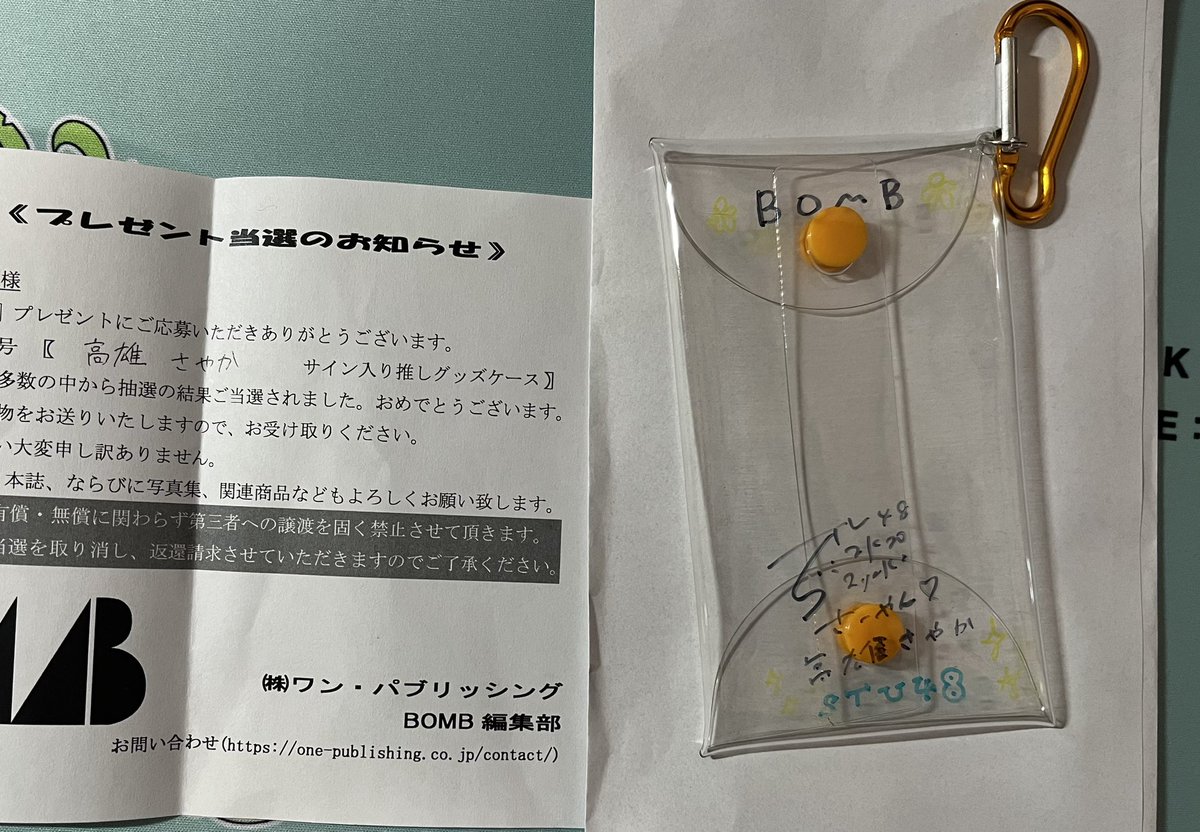 《プレゼント当選のお知らせ》
様
プレゼントにご応募いただきありがとうございます。
号〖 高雄 さやか サイン入り推しグッズケース〗
多数の中から抽選の結果ご当選されました。おめでとうございます。
物をお送りいたしますので、お受け取りください。
い大変申し訳ありません。
本誌、ならびに写真集、関連商品などもよろしくお願い致します。
有償・無償に関わらず第三者への譲渡を固く禁止させて頂きます。
当選を取り消し、返還請求させていただきますのでご了承ください。
MB
㈱ワン・パブリッシング
BOMB 編集部
お問い合わせ(https://one-publishing.co.jp/contact/)
BOMB
さやか
STU48
K
E: